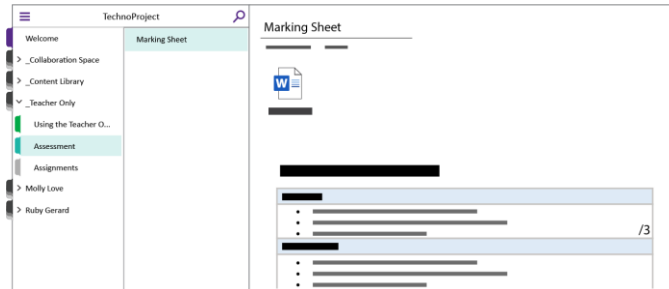 TechnoProject
Welcome
_Collaboration Space
_Content Library
_Teacher Only
Using the Teacher O...
Assessment
Assignments
Molly Love
Ruby Gerard
Marking Sheet
Marking Sheet
W
/3